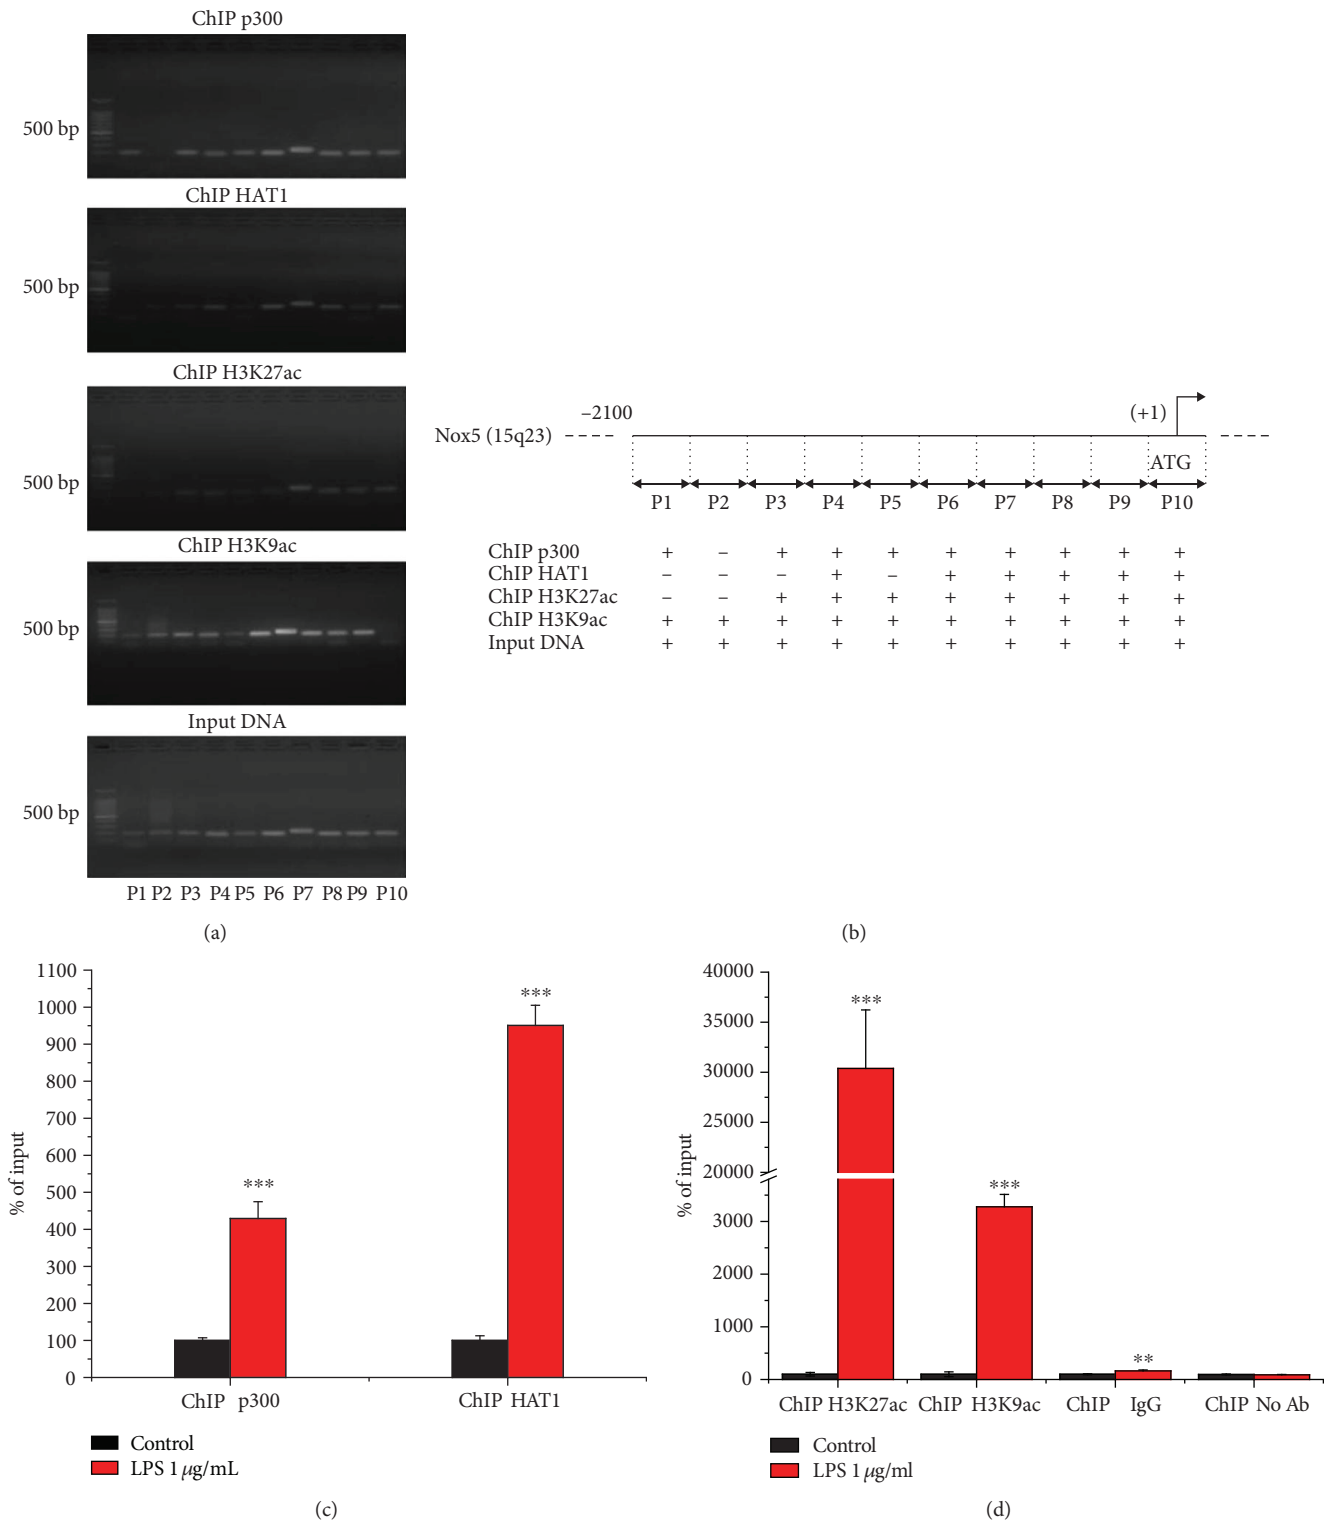 ChIP p300
500 bp
ChIP HAT1
500 bp
ChIP H3K27ac
500 bp
ChIP H3K9ac
500 bp
Input DNA
500 bp
P1 P2 P3 P4 P5 P6 P7 P8 P9 P10
(a)
−2100 (+1)
Nox5 (15q23)
ATG
P1 P2 P3 P4 P5 P6 P7 P8 P9 P10
ChIP p300 + − + + + + + + + +
ChIP HAT1 − − − + − + + + + +
ChIP H3K27ac − − + + + + + + + +
ChIP H3K9ac + + + + + + + + + +
Input DNA + + + + + + + + + +
(b)
1100
1000
900
800
700
600
500
400
300
200
100
0
% of input
***
***
ChIP p300 ChIP HAT1
Control
LPS 1 μg/mL
(c)
40000
35000
30000
25000
20000
3000
2000
1000
0
% of input
***
***
**
ChIP H3K27ac ChIP H3K9ac ChIP IgG ChIP No Ab
Control
LPS 1 μg/ml
(d)